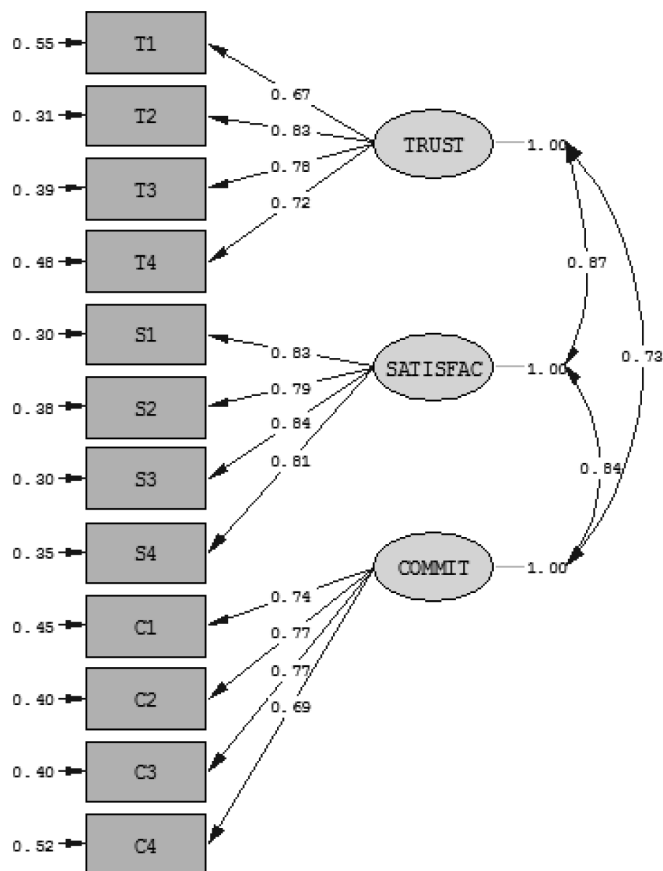 0.55 T1
0.67
0.31 T2
0.83
TRUST 1.00
0.39 T3
0.78
0.72
0.48 T4
0.87
0.30 S1
0.83
0.73
SATISFAC 1.00
0.38 S2
0.79
0.84
0.30 S3
0.81
0.84
0.35 S4
COMMIT 1.00
0.74
0.45 C1
0.77
0.77
0.40 C2
0.69
0.40 C3
0.52 C4